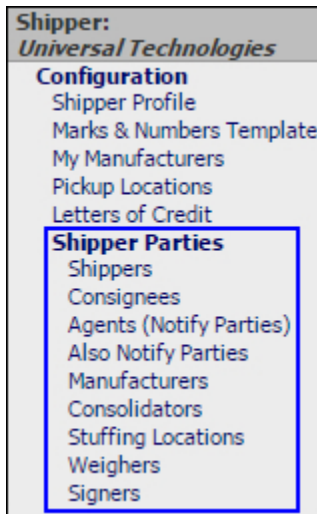 Shipper:
Universal Technologies
Configuration
Shipper Profile
Marks & Numbers Template
My Manufacturers
Pickup Locations
Letters of Credit
Shipper Parties
Shippers
Consignees
Agents (Notify Parties)
Also Notify Parties
Manufacturers
Consolidators
Stuffing Locations
Weighers
Signers